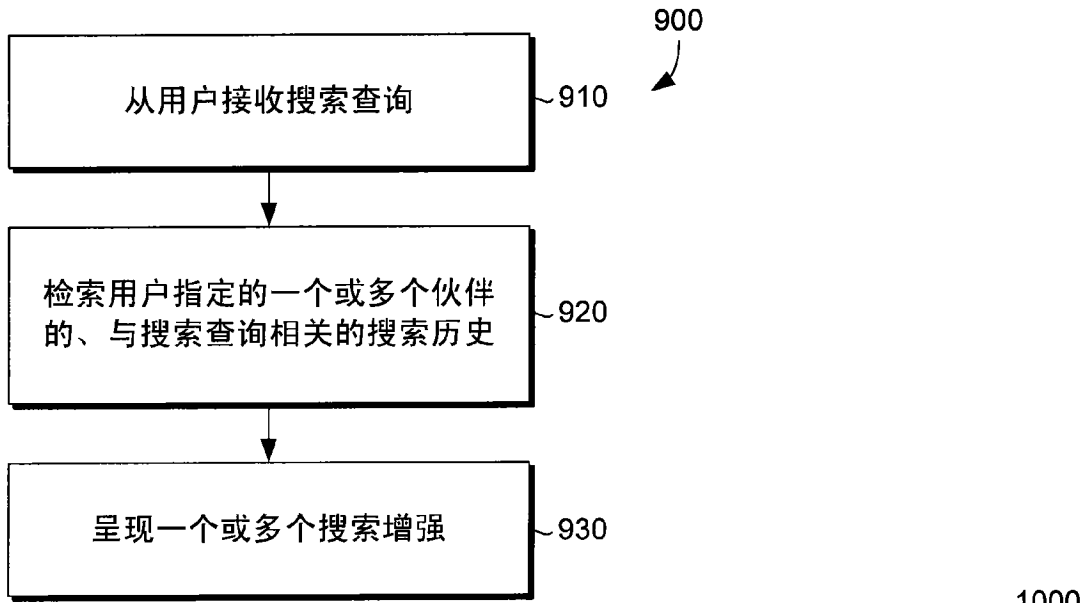 900
从用户接收搜索查询
910
检索用户指定的一个或多个伙伴
的、与搜索查询相关的搜索历史
920
呈现一个或多个搜索增强
930
1000